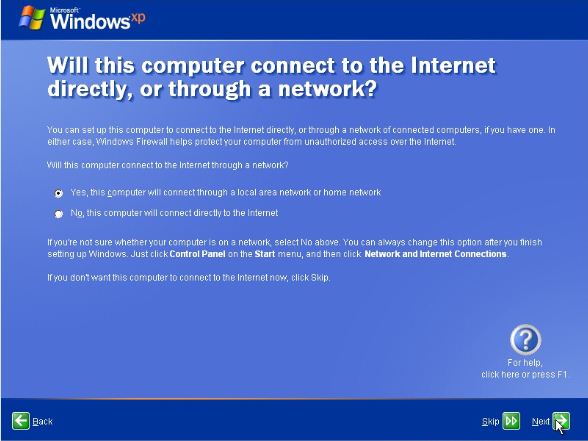 Microsoft
Windows xp
Will this computer connect to the Internet
directly, or through a network?
You can set up this computer to connect to the Internet directly, or through a network of connected computers, if you have one. In
either case, Windows Firewall helps protect your computer from unauthorized access over the Internet.
Will this computer connect to the Internet through a network?
Yes, this computer will connect through a local area network or home network
No, this computer will connect directly to the Internet
If you're not sure whether your computer is on a network, select No above. You can always change this option after you finish
setting up Windows. Just click Control Panel on the Start menu, and then click Network and Internet Connections.
If you don't want this computer to connect to the Internet now, click Skip.
For help,
click here or press F1.
Back
Skip
Next